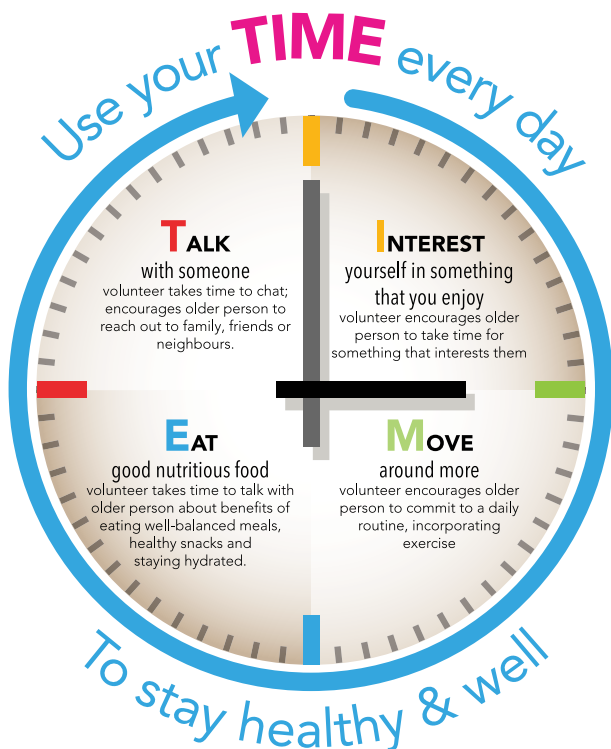 Use your TIME every day
TALK
with someone
volunteer takes time to chat;
encourages older person to
reach out to family, friends or
neighbours.
INTEREST
yourself in something
that you enjoy
volunteer encourages older
person to take time for
something that interests them
EAT
good nutritious food
volunteer takes time to talk with
older person about benefits of
eating well-balanced meals,
healthy snacks and
staying hydrated.
MOVE
around more
volunteer encourages older
person to commit to a daily
routine, incorporating
exercise
To stay healthy & well